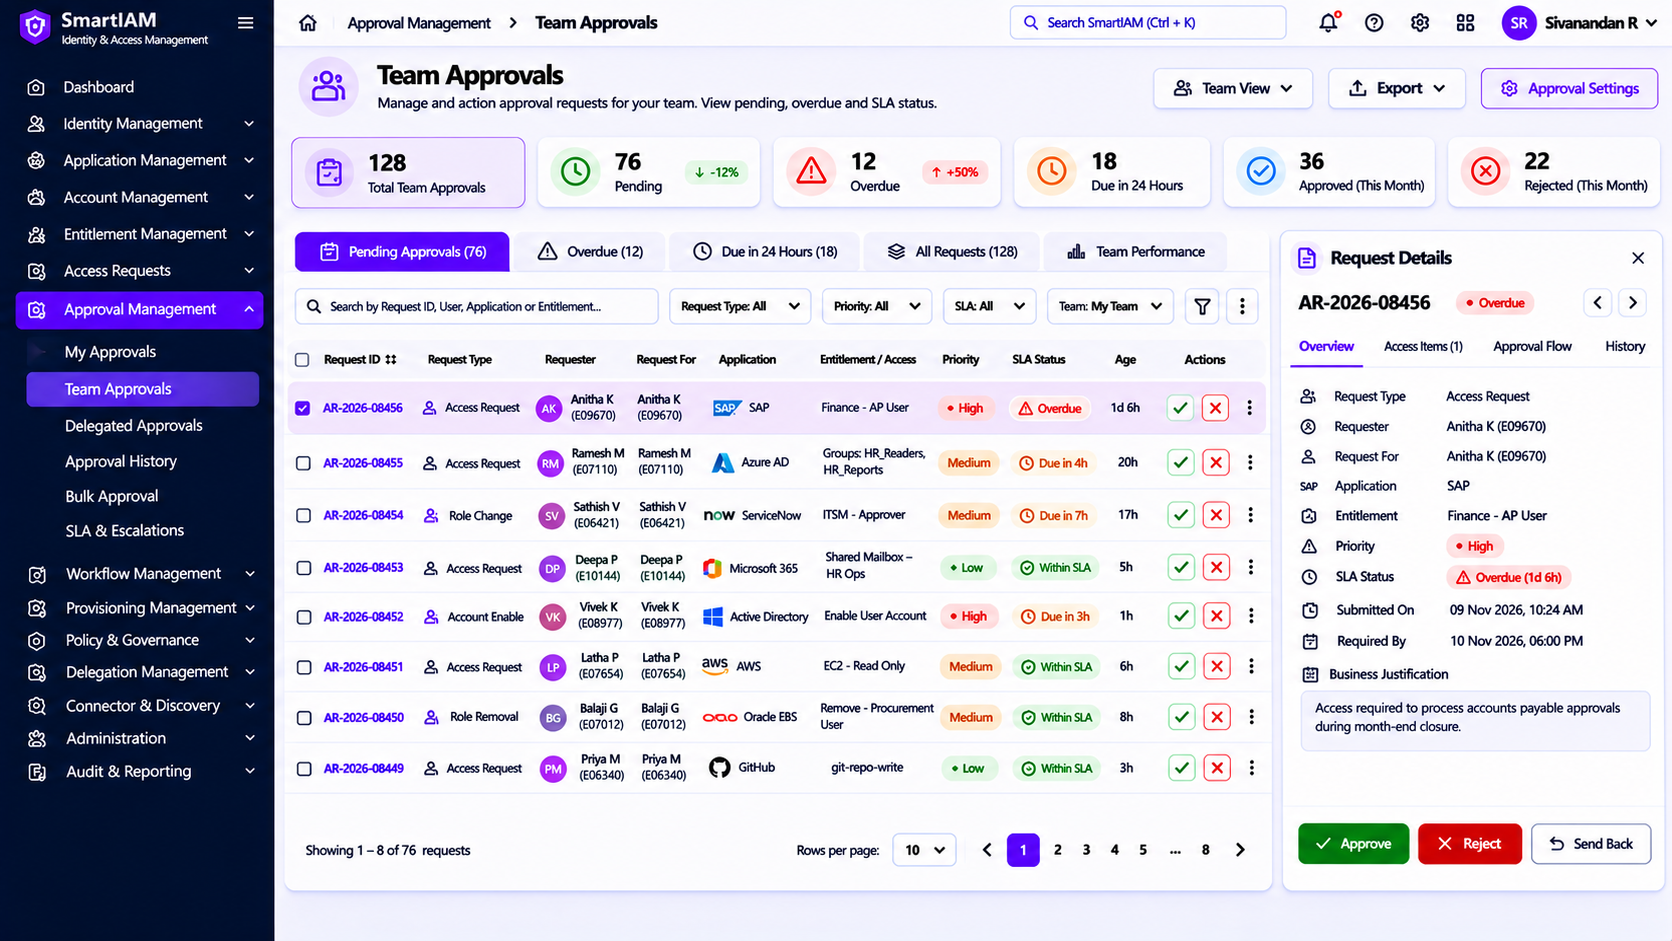 SmartIAM
Identity & Access Management
Dashboard
Identity Management
Application Management
Account Management
Entitlement Management
Access Requests
Approval Management
My Approvals
Team Approvals
Delegated Approvals
Approval History
Bulk Approval
SLA & Escalations
Workflow Management
Provisioning Management
Policy & Governance
Delegation Management
Connector & Discovery
Administration
Audit & Reporting
Approval Management > Team Approvals
Search SmartIAM (Ctrl + K)
SR Sivanandan R
Team Approvals
Manage and action approval requests for your team. View pending, overdue and SLA status.
Team View
Export
Approval Settings
128
Total Team Approvals
76
Pending
↓ -12%
12
Overdue
↑ +50%
18
Due in 24 Hours
36
Approved (This Month)
22
Rejected (This Month)
Pending Approvals (76)
Overdue (12)
Due in 24 Hours (18)
All Requests (128)
Team Performance
Search by Request ID, User, Application or Entitlement...
Request Type: All
Priority: All
SLA: All
Team: My Team
Request ID Request Type Requester Request For Application Entitlement / Access Priority SLA Status Age Actions
AR-2026-08456 Access Request AK Anitha K (E09670) Anitha K (E09670) SAP SAP Finance - AP User High Overdue 1d 6h
AR-2026-08455 Access Request RM Ramesh M (E07110) Ramesh M (E07110) Azure AD Groups: HR_Readers, HR_Reports Medium Due in 4h 20h
AR-2026-08454 Role Change SV Sathish V (E06421) Sathish V (E06421) now ServiceNow ITSM - Approver Medium Due in 7h 17h
AR-2026-08453 Access Request DP Deepa P (E10144) Deepa P (E10144) Microsoft 365 Shared Mailbox – HR Ops Low Within SLA 5h
AR-2026-08452 Account Enable VK Vivek K (E08977) Vivek K (E08977) Active Directory Enable User Account High Due in 3h 1h
AR-2026-08451 Access Request LP Latha P (E07654) Latha P (E07654) aws AWS EC2 - Read Only Medium Within SLA 6h
AR-2026-08450 Role Removal BG Balaji G (E07012) Balaji G (E07012) Oracle EBS Remove - Procurement User Medium Within SLA 8h
AR-2026-08449 Access Request PM Priya M (E06340) Priya M (E06340) GitHub git-repo-write Low Within SLA 3h
Showing 1 – 8 of 76 requests
Rows per page: 10
1 2 3 4 5 ... 8
Request Details
AR-2026-08456 Overdue
Overview Access Items (1) Approval Flow History
Request Type Access Request
Requester Anitha K (E09670)
Request For Anitha K (E09670)
SAP Application SAP
Entitlement Finance - AP User
Priority High
SLA Status Overdue (1d 6h)
Submitted On 09 Nov 2026, 10:24 AM
Required By 10 Nov 2026, 06:00 PM
Business Justification
Access required to process accounts payable approvals
during month-end closure.
Approve
Reject
Send Back